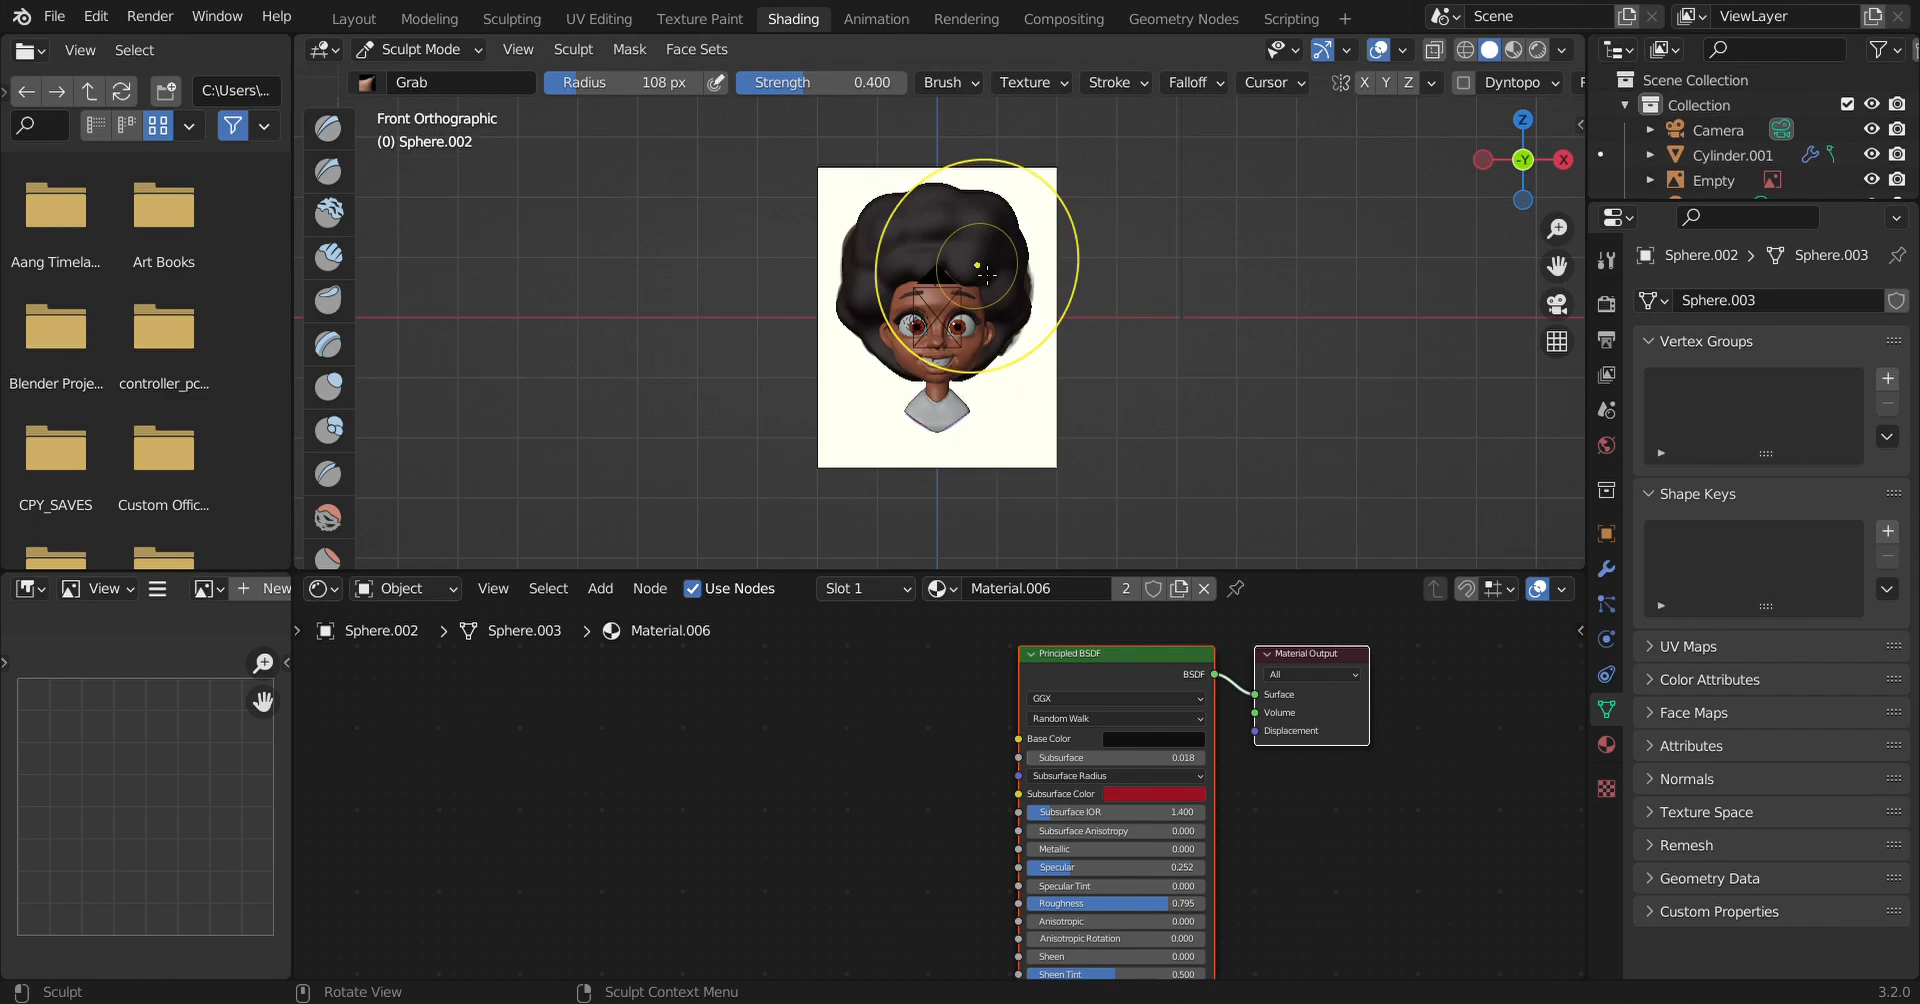 File Edit Render Window Help Layout Modeling Sculpting UV Editing Texture Paint Shading Animation Rendering Compositing Geometry Nodes Scripting + Scene ViewLayer
View Select
Sculpt Mode View Sculpt Mask Face Sets
C:\Users\...
Grab Radius 108 px Strength 0.400 Brush Texture Stroke Falloff Cursor X Y Z Dyntopo
Front Orthographic
(0) Sphere.002
Z
-Y
X
Aang Timela... Art Books
Blender Proje... controller_pc...
CPY_SAVES Custom Offic...
Scene Collection
Collection
Camera
Cylinder.001
Empty
Sphere.002 > Sphere.003
Sphere.003
Vertex Groups
Shape Keys
UV Maps
Color Attributes
Face Maps
Attributes
Normals
Texture Space
Remesh
Geometry Data
Custom Properties
View + New
Object View Select Add Node Use Nodes Slot 1 Material.006 2
Sphere.002 > Sphere.003 > Material.006
Principled BSDF
BSDF
GGX
Random Walk
Base Color
Subsurface 0.018
Subsurface Radius
Subsurface Color
Subsurface IOR 1.400
Subsurface Anisotropy 0.000
Metallic 0.000
Specular 0.252
Specular Tint 0.000
Roughness 0.795
Anisotropic 0.000
Anisotropic Rotation 0.000
Sheen 0.000
Sheen Tint 0.500
Material Output
All
Surface
Volume
Displacement
Sculpt Rotate View Sculpt Context Menu 3.2.0